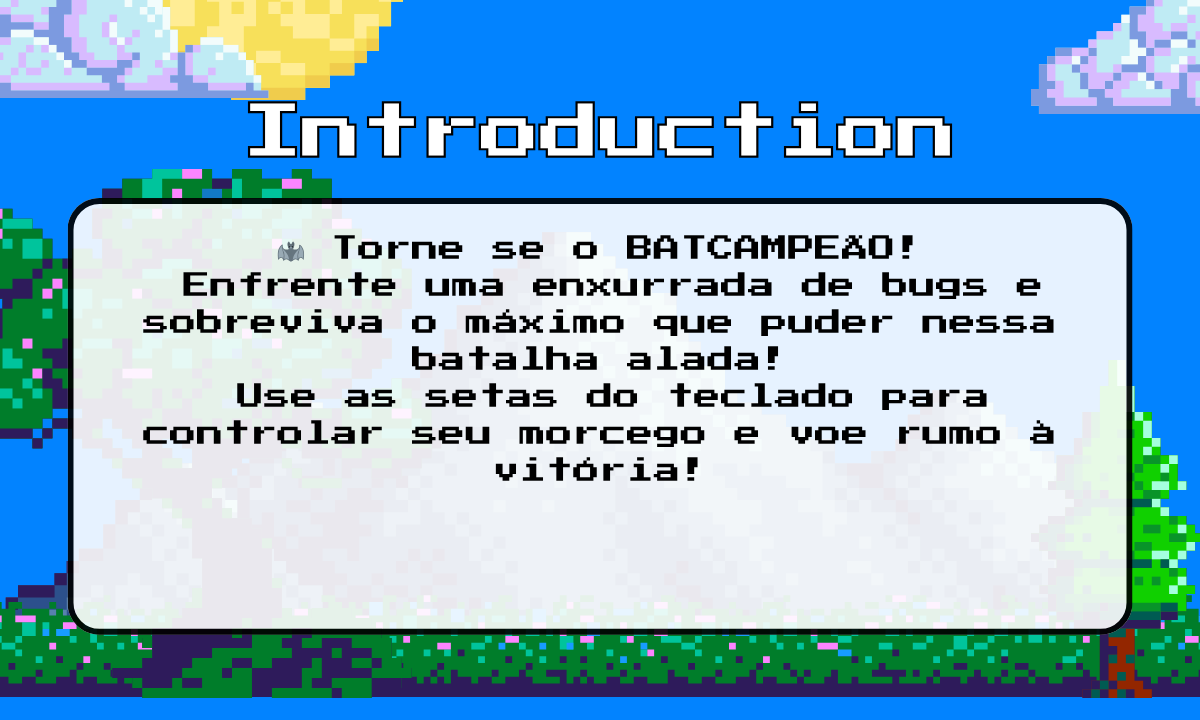 Introduction
🦇 Torne se o BATCAMPEÃO!
Enfrente uma enxurrada de bugs e
sobreviva o máximo que puder nessa
batalha alada!
Use as setas do teclado para
controlar seu morcego e voe rumo à
vitória!